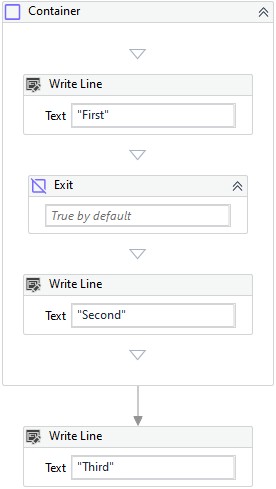 Container
Write Line
Text "First"
Exit
True by default
Write Line
Text "Second"
Write Line
Text "Third"